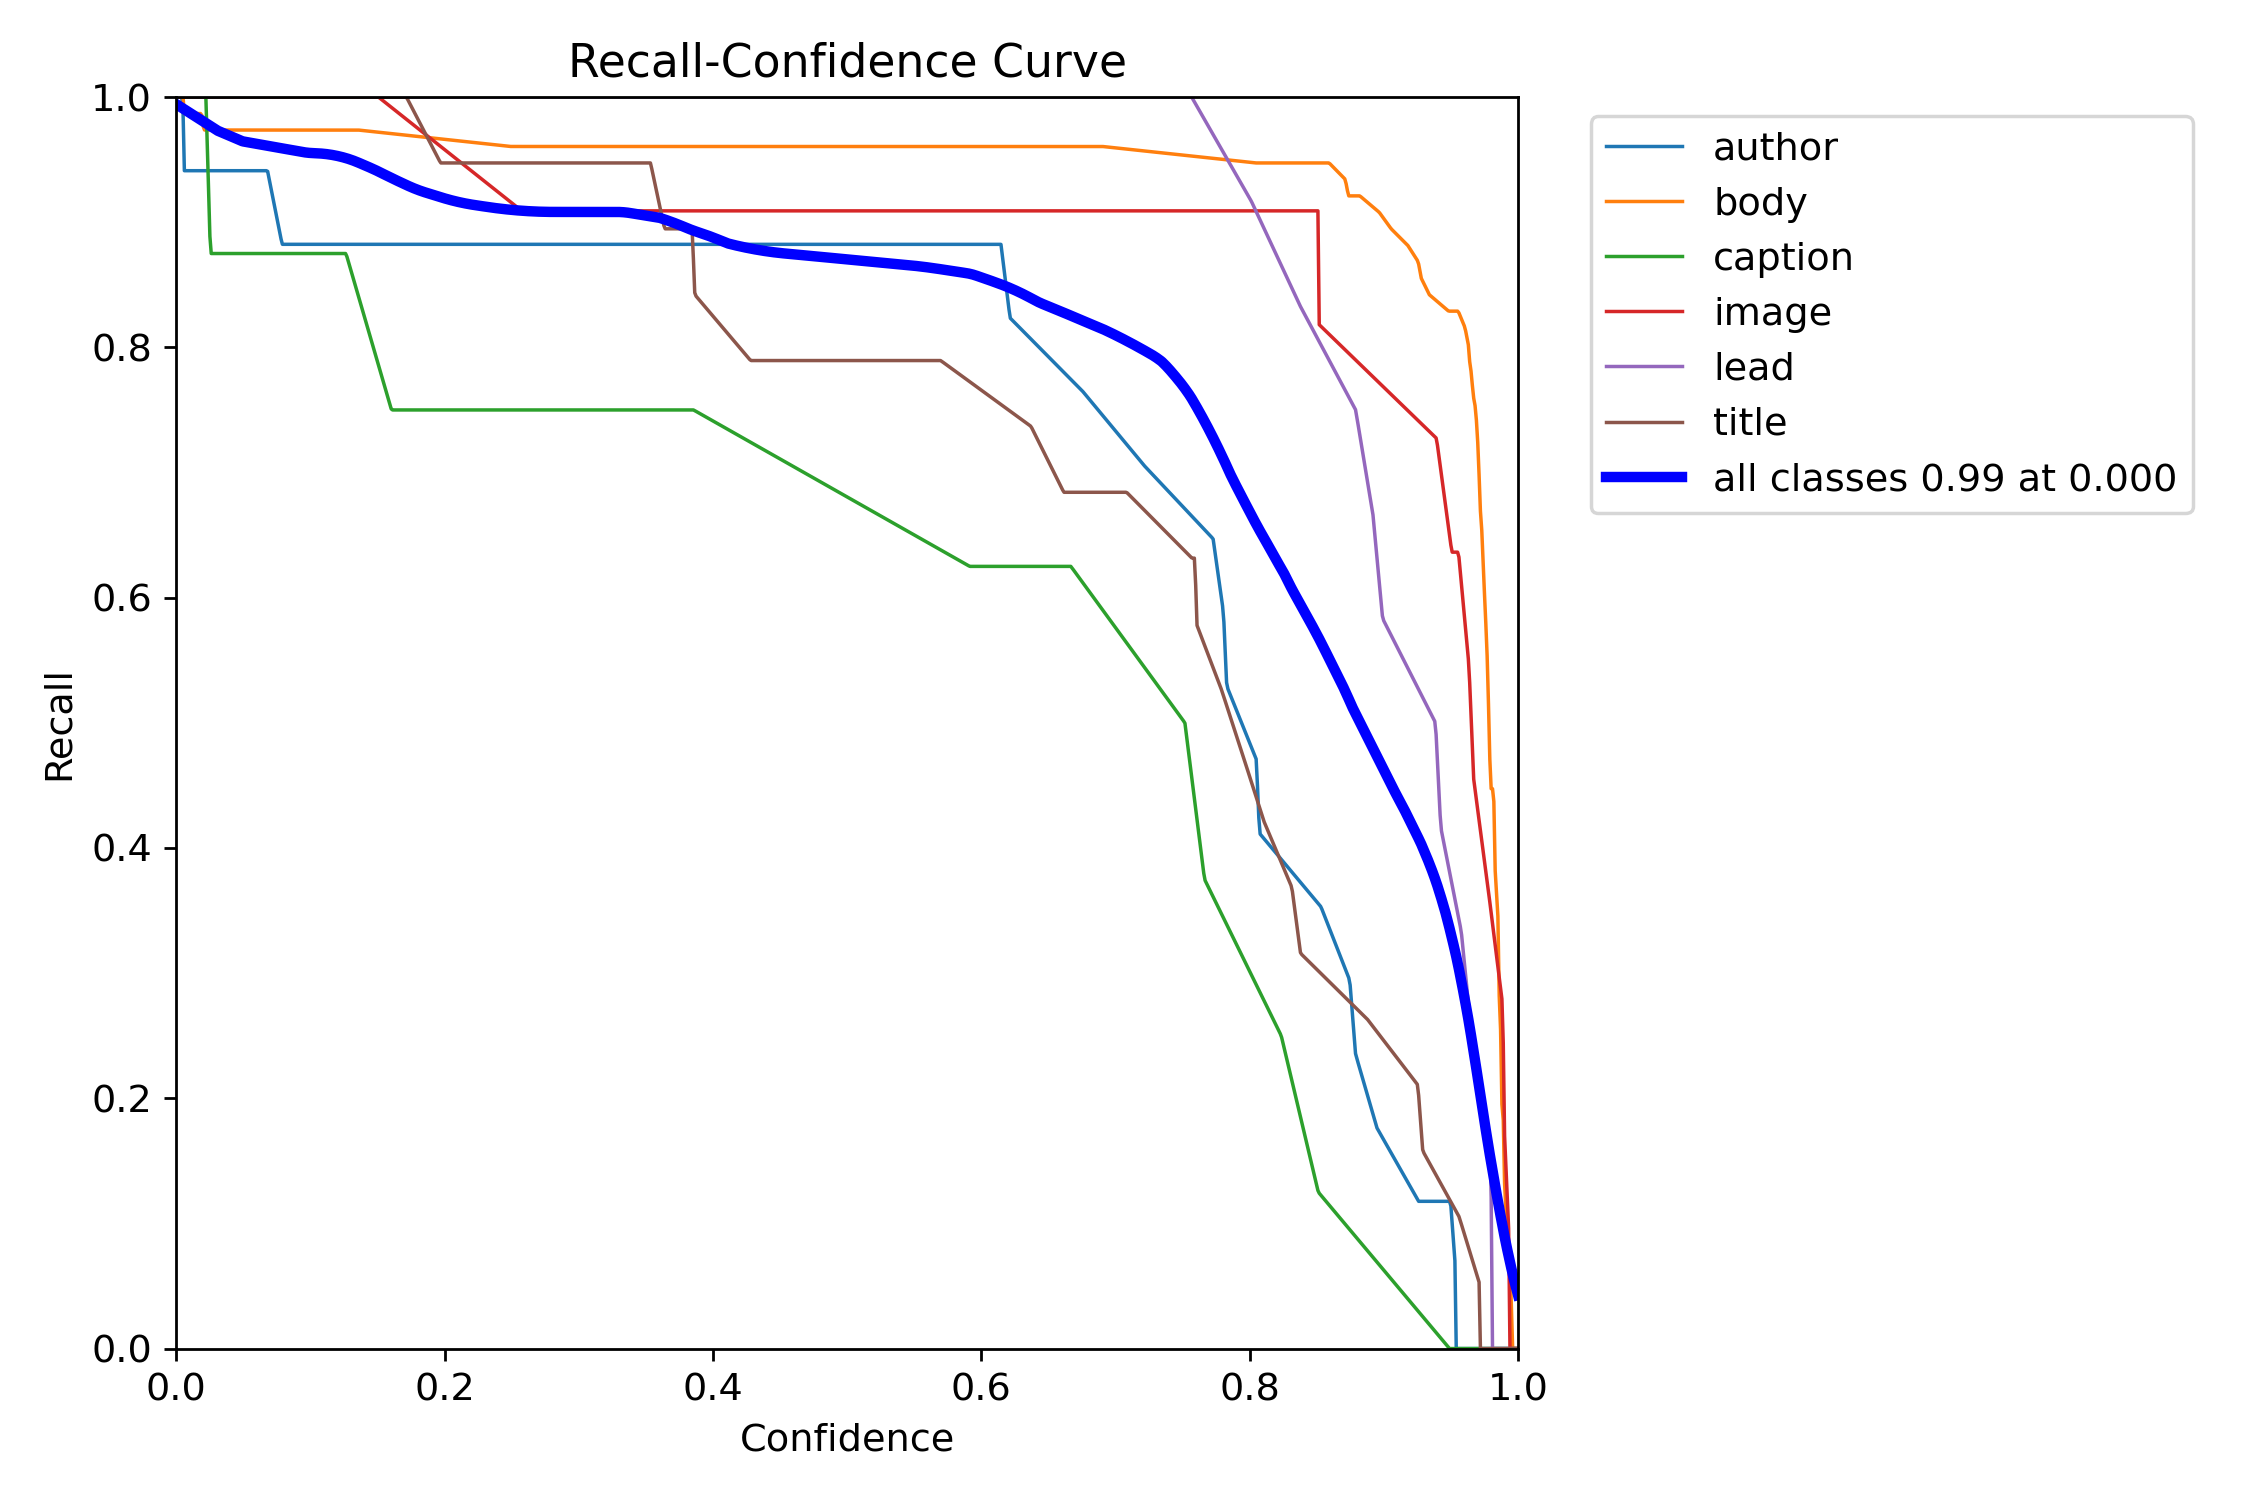 Recall-Confidence Curve
1.0
0.8
0.6
0.4
0.2
0.0
Recall
0.0 0.2 0.4 0.6 0.8 1.0
Confidence
author
body
caption
image
lead
title
all classes 0.99 at 0.000